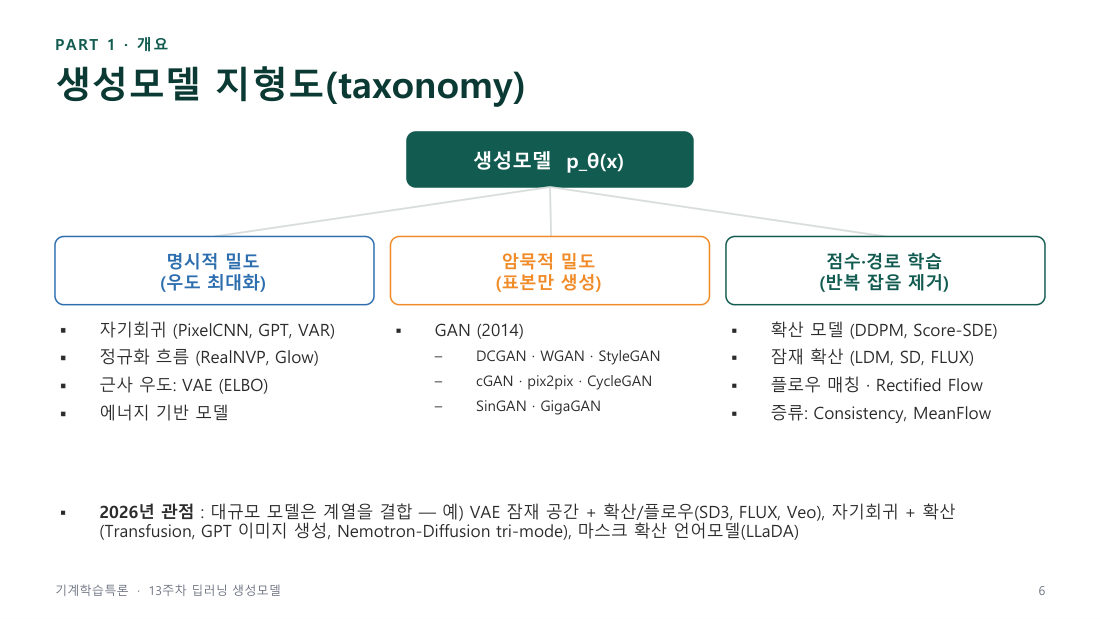 PART 1 · 개요
생성모델 지형도(taxonomy)
생성모델 p_θ(x)
명시적 밀도
(우도 최대화)
▪ 자기회귀 (PixelCNN, GPT, VAR)
▪ 정규화 흐름 (RealNVP, Glow)
▪ 근사 우도: VAE (ELBO)
▪ 에너지 기반 모델
암묵적 밀도
(표본만 생성)
▪ GAN (2014)
– DCGAN · WGAN · StyleGAN
– cGAN · pix2pix · CycleGAN
– SinGAN · GigaGAN
점수·경로 학습
(반복 잡음 제거)
▪ 확산 모델 (DDPM, Score-SDE)
▪ 잠재 확산 (LDM, SD, FLUX)
▪ 플로우 매칭 · Rectified Flow
▪ 증류: Consistency, MeanFlow
▪ 2026년 관점 : 대규모 모델은 계열을 결합 — 예) VAE 잠재 공간 + 확산/플로우(SD3, FLUX, Veo), 자기회귀 + 확산
(Transfusion, GPT 이미지 생성, Nemotron-Diffusion tri-mode), 마스크 확산 언어모델(LLaDA)
기계학습특론 · 13주차 딥러닝 생성모델
6